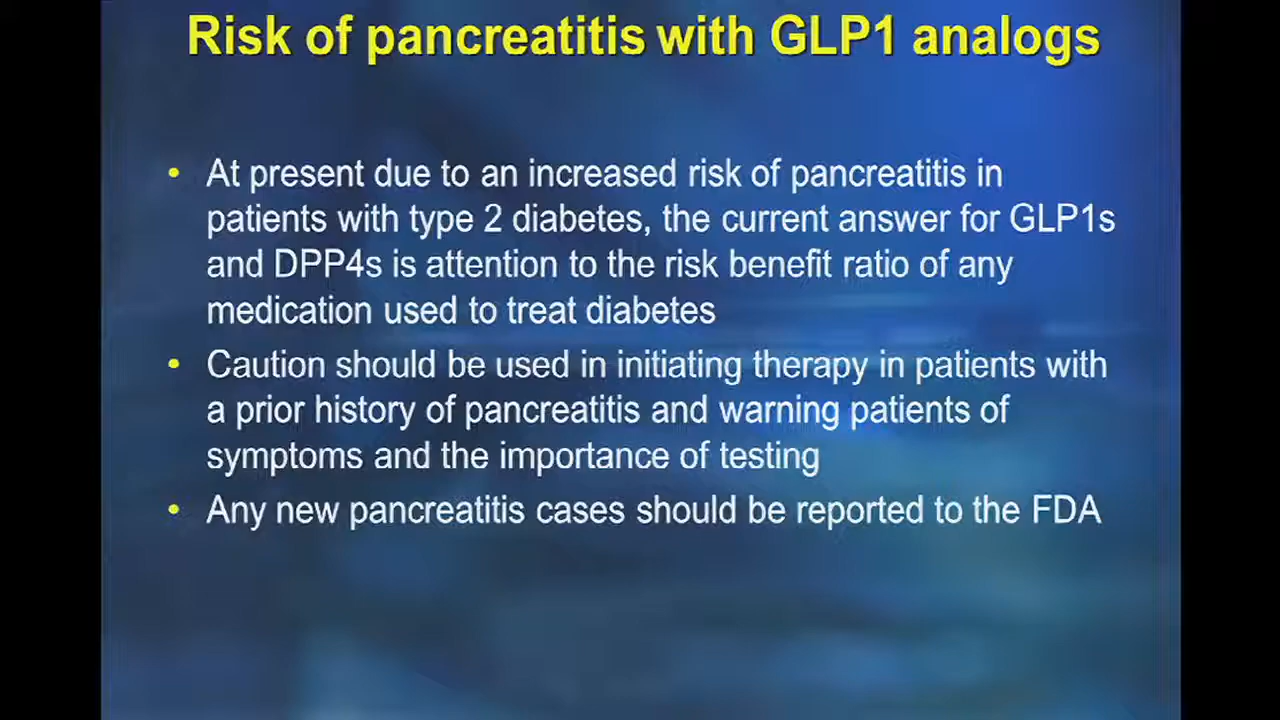 Risk of pancreatitis with GLP1 analogs
• At present due to an increased risk of pancreatitis in
patients with type 2 diabetes, the current answer for GLP1s
and DPP4s is attention to the risk benefit ratio of any
medication used to treat diabetes
• Caution should be used in initiating therapy in patients with
a prior history of pancreatitis and warning patients of
symptoms and the importance of testing
• Any new pancreatitis cases should be reported to the FDA